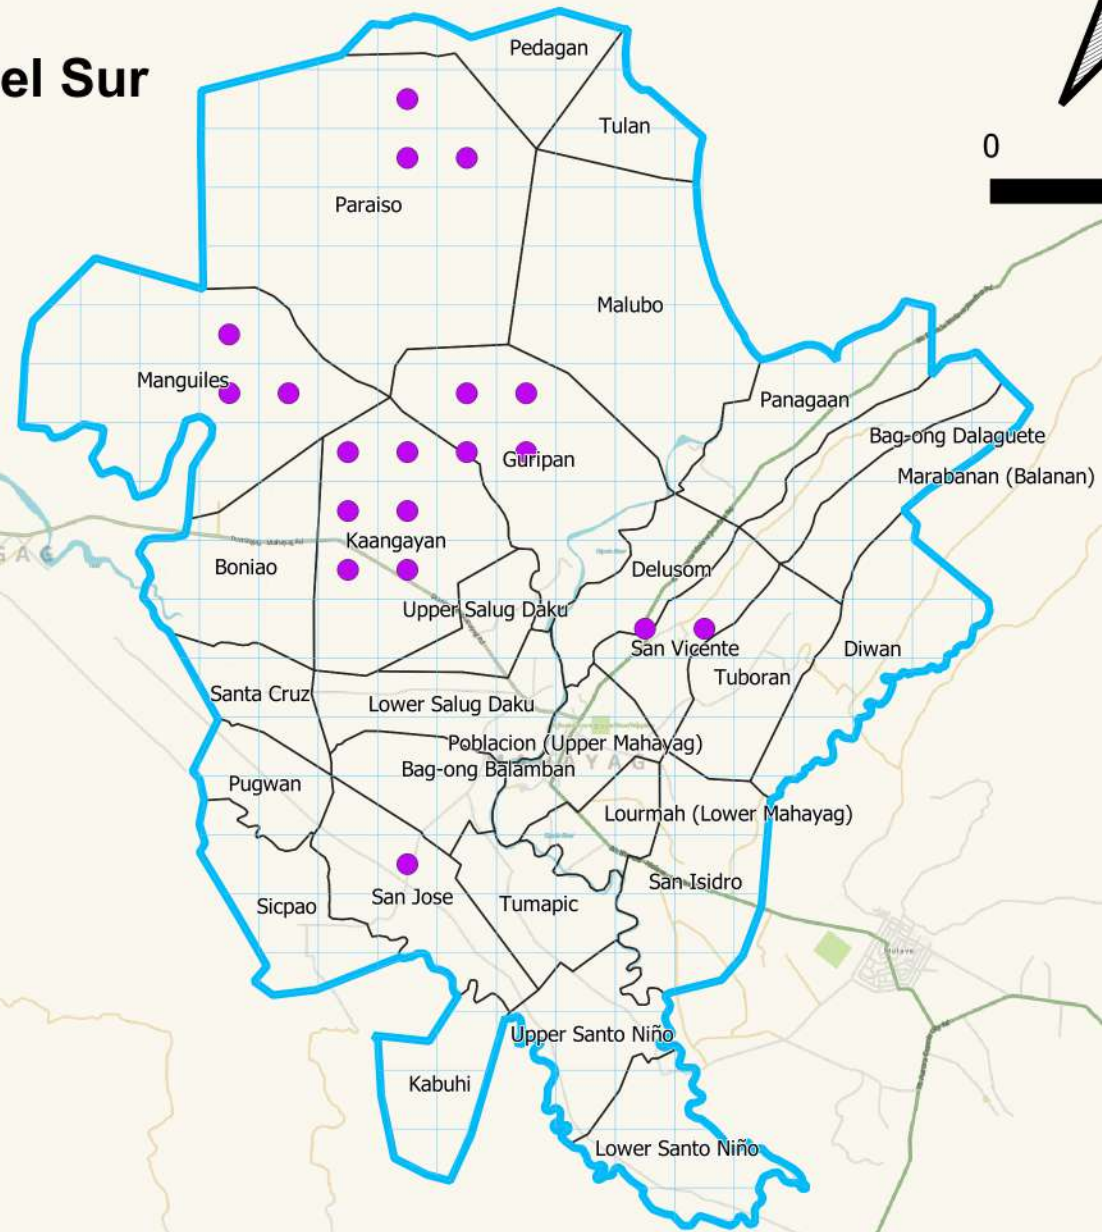 Pedagan
el Sur
Tulan
0
Paraiso
Malubo
Manguiles
Panagaan
Bag-ong Dalaguete
Guripan
Marabanan (Balanan)
Kaangayan
GAG
Boniao
Delusom
Upper Salug Daku
San Vicente
Diwan
Tuboran
Santa Cruz
Lower Salug Daku
Poblacion (Upper Mahayag)
Bag-ong Balamban
Pugwan
Lourmah (Lower Mahayag)
San Isidro
San Jose
Tumapic
Sicpao
Upper Santo Niño
Kabuhi
Lower Santo Niño